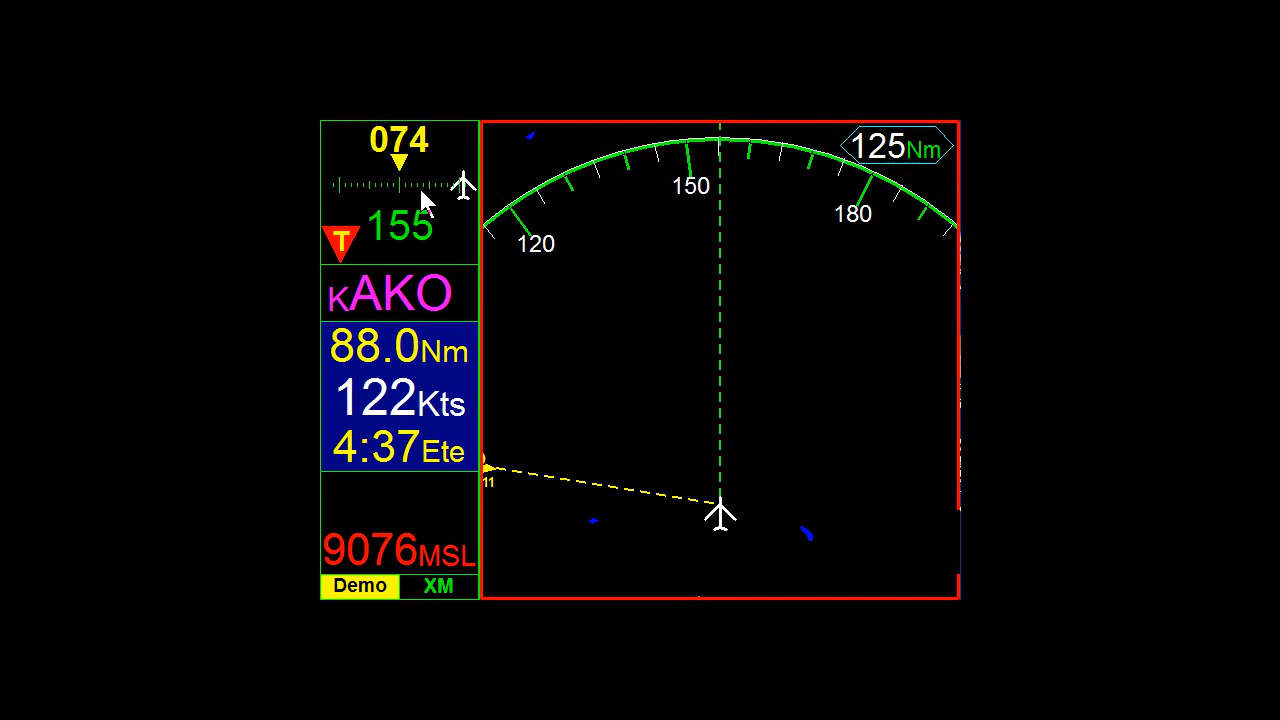 074
155
T
KAKO
88.0Nm
122Kts
4:37Ete
9076MSL
Demo XM
125Nm
150
180
120
11